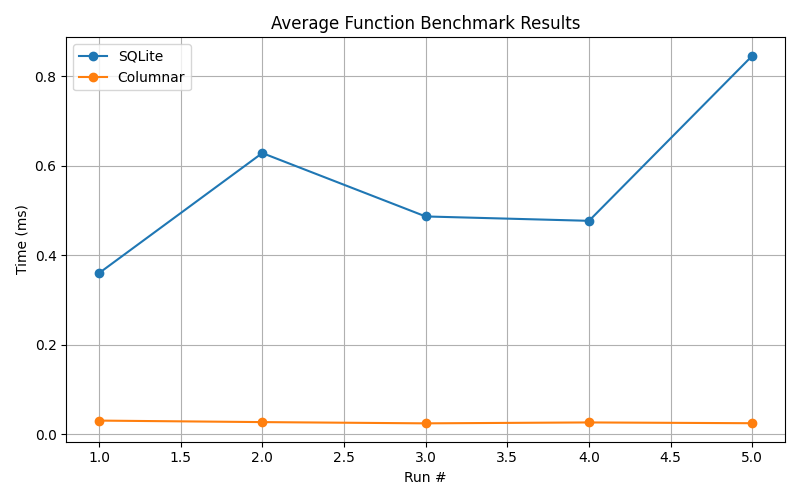 Average Function Benchmark Results
SQLite
Columnar
Time (ms)
0.8
0.6
0.4
0.2
0.0
1.0 1.5 2.0 2.5 3.0 3.5 4.0 4.5 5.0
Run #